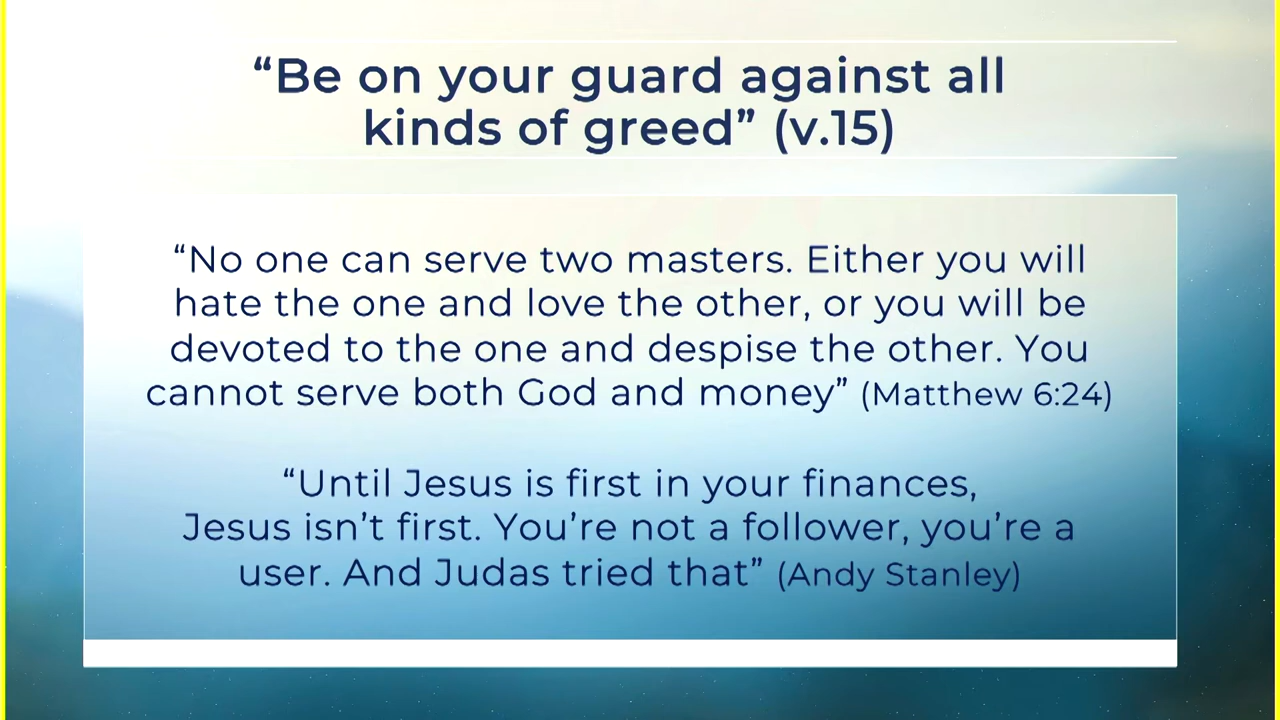 “Be on your guard against all
kinds of greed” (v.15)
“No one can serve two masters. Either you will
hate the one and love the other, or you will be
devoted to the one and despise the other. You
cannot serve both God and money” (Matthew 6:24)
“Until Jesus is first in your finances,
Jesus isn’t first. You’re not a follower, you’re a
user. And Judas tried that” (Andy Stanley)